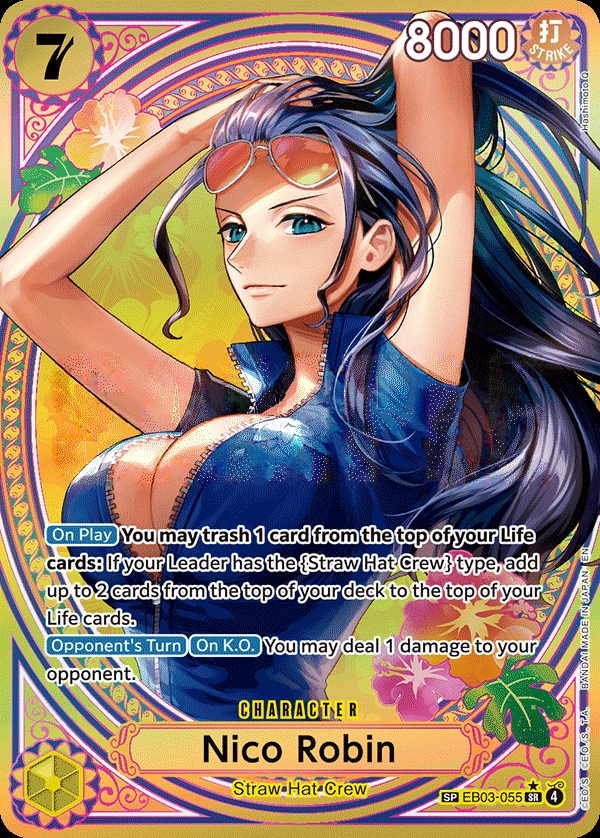 7
8000
打
STRIKE
Hashimoto Q
On Play You may trash 1 card from the top of your Life
cards: If your Leader has the {Straw Hat Crew} type, add
up to 2 cards from the top of your deck to the top of your
Life cards.
Opponent's Turn On K.O. You may deal 1 damage to your
opponent.
CHARACTER
Nico Robin
Straw Hat Crew
SP EB03-055 SR 4
BANDAI MADE IN JAPAN EN